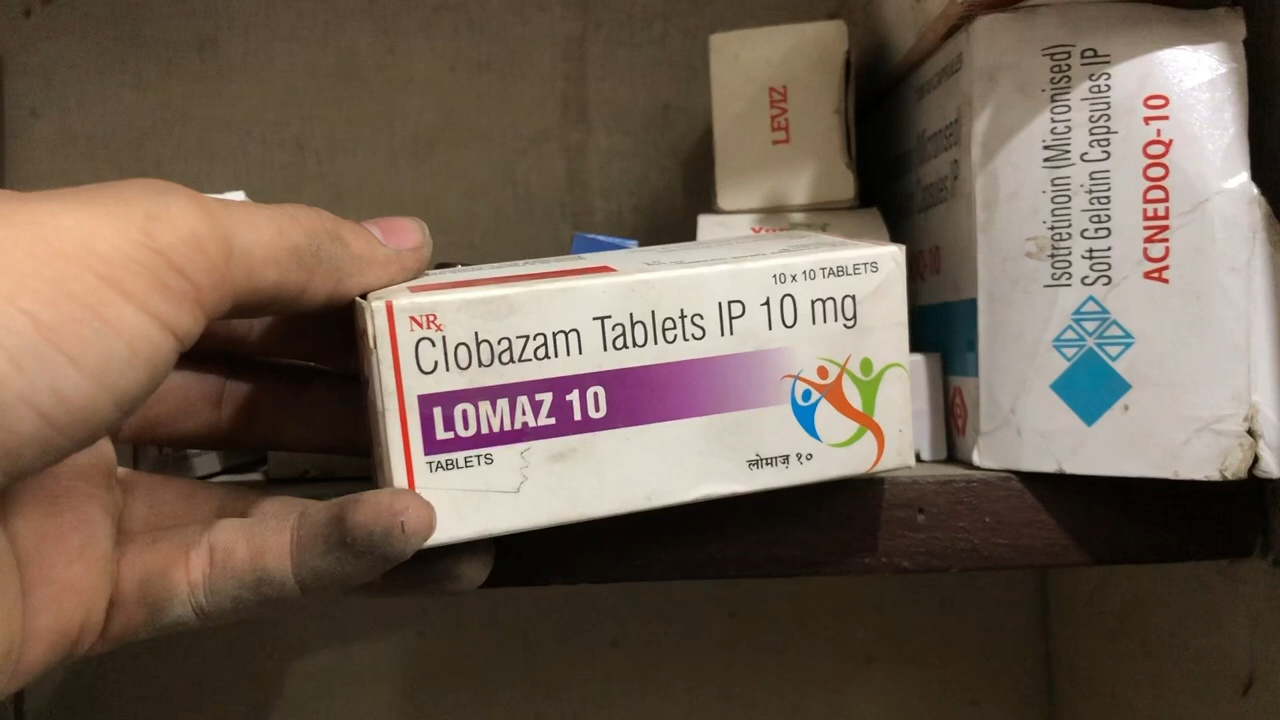 NRx
10 x 10 TABLETS
Clobazam Tablets IP 10 mg
LOMAZ 10
TABLETS
लोमाज़ १०
LEVIZ
Isotretinoin (Micronised)
Soft Gelatin Capsules IP
ACNEDOQ-10